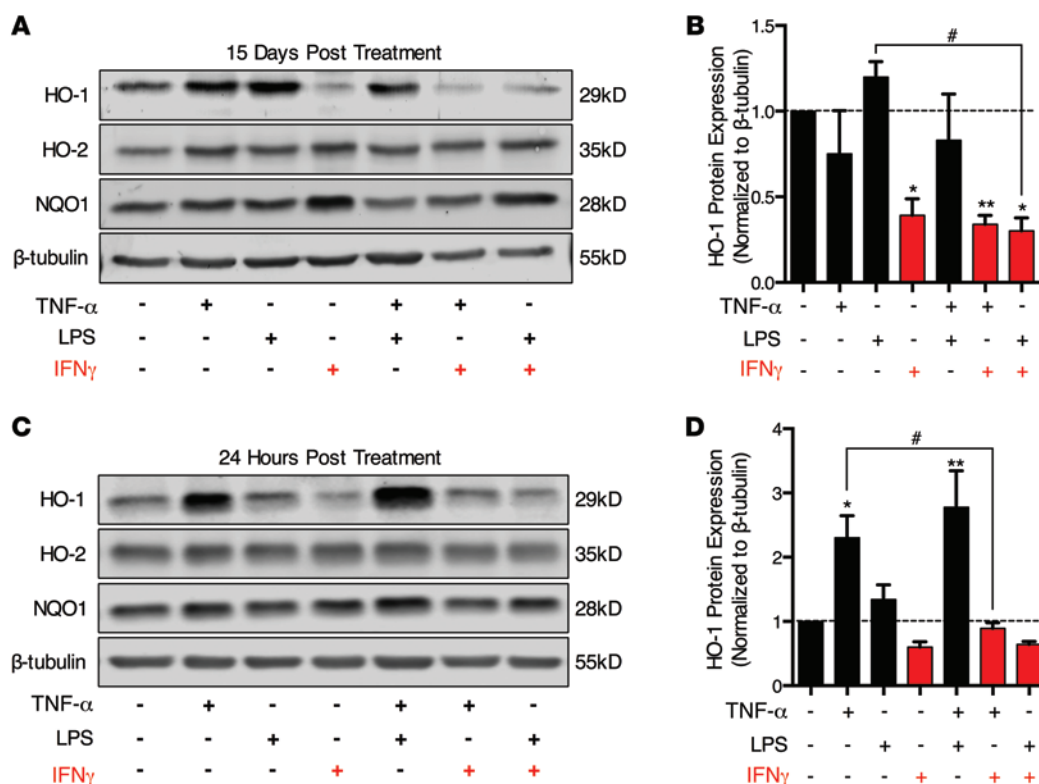 A
15 Days Post Treatment
HO-1 29kD
HO-2 35kD
NQO1 28kD
β-tubulin 55kD
TNF-α - + - - + + -
LPS - - + - + - +
IFNγ - - - + - + +
B
HO-1 Protein Expression
(Normalized to β-tubulin)
1.5
1.0
0.5
0.0
#
* ** *
TNF-α - + - - + + -
LPS - - + - + - +
IFNγ - - - + - + +
C
24 Hours Post Treatment
HO-1 29kD
HO-2 35kD
NQO1 28kD
β-tubulin 55kD
TNF-α - + - - + + -
LPS - - + - + - +
IFNγ - - - + - + +
D
HO-1 Protein Expression
(Normalized to β-tubulin)
4
3
2
1
0
#
* **
TNF-α - + - - + + -
LPS - - + - + - +
IFNγ - - - + - + +